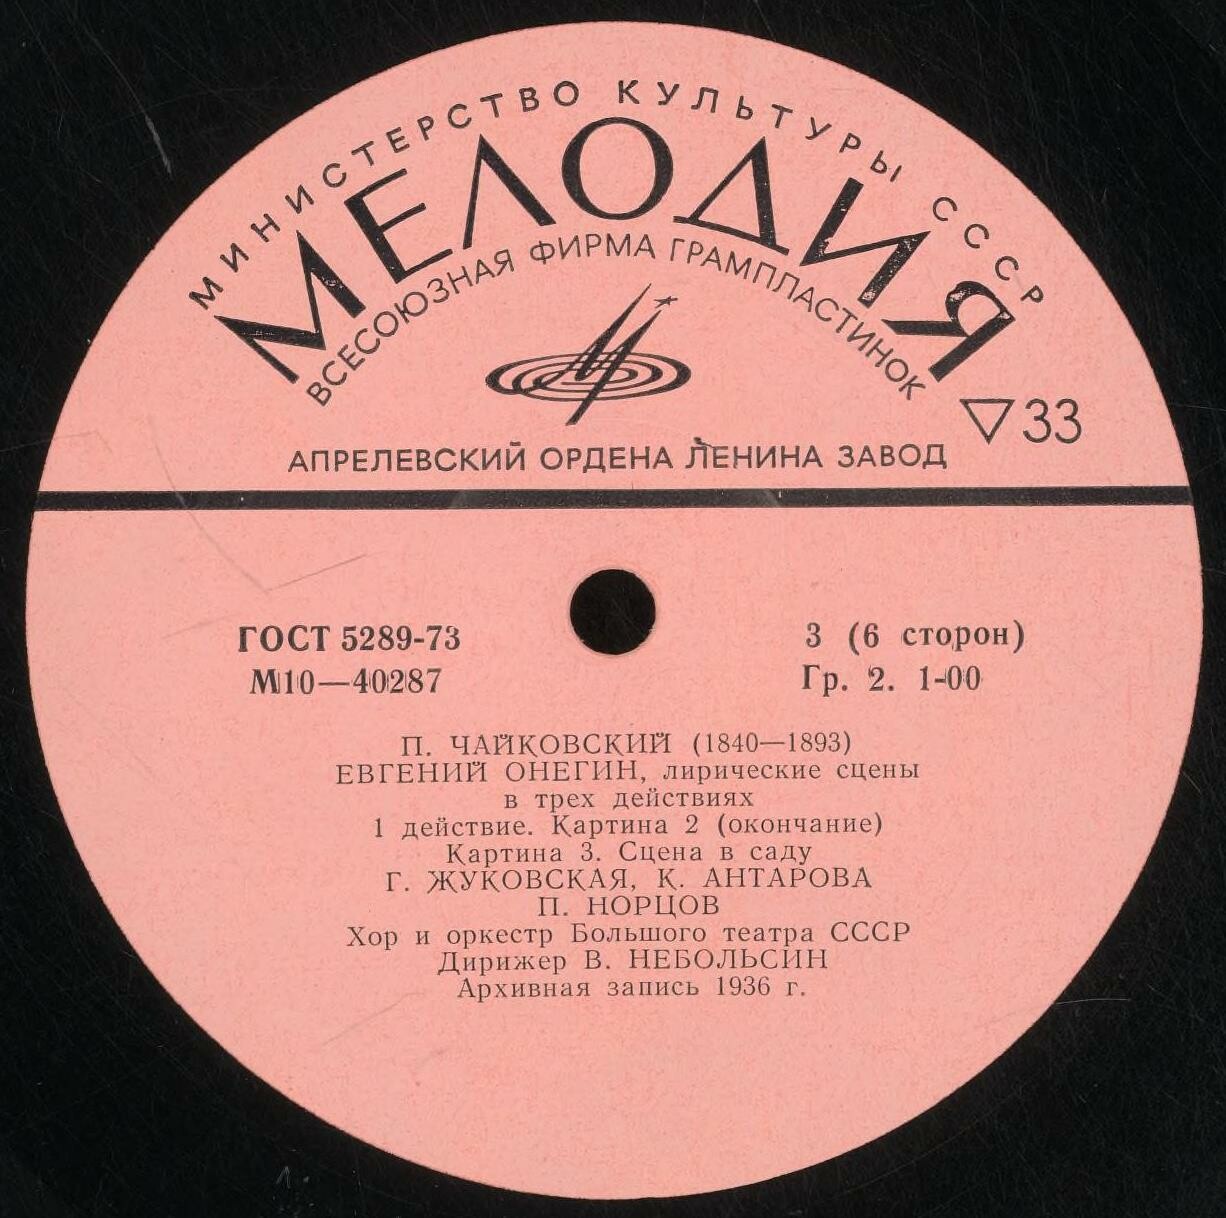 МИНИСТЕРСТВО КУЛЬТУРЫ СССР
МЕЛОДИЯ
ВСЕСОЮЗНАЯ ФИРМА ГРАМПЛАСТИНОК
▽33
АПРЕЛЕВСКИЙ ОРДЕНА ЛЕНИНА ЗАВОД
ГОСТ 5289-73
М10—40287
3 (6 сторон)
Гр. 2. 1-00
П. ЧАЙКОВСКИЙ (1840—1893)
ЕВГЕНИЙ ОНЕГИН, лирические сцены
в трех действиях
1 действие. Картина 2 (окончание)
Картина 3. Сцена в саду
Г. ЖУКОВСКАЯ, К. АНТАРОВА
П. НОРЦОВ
Хор и оркестр Большого театра СССР
Дирижер В. НЕБОЛЬСИН
Архивная запись 1936 г.